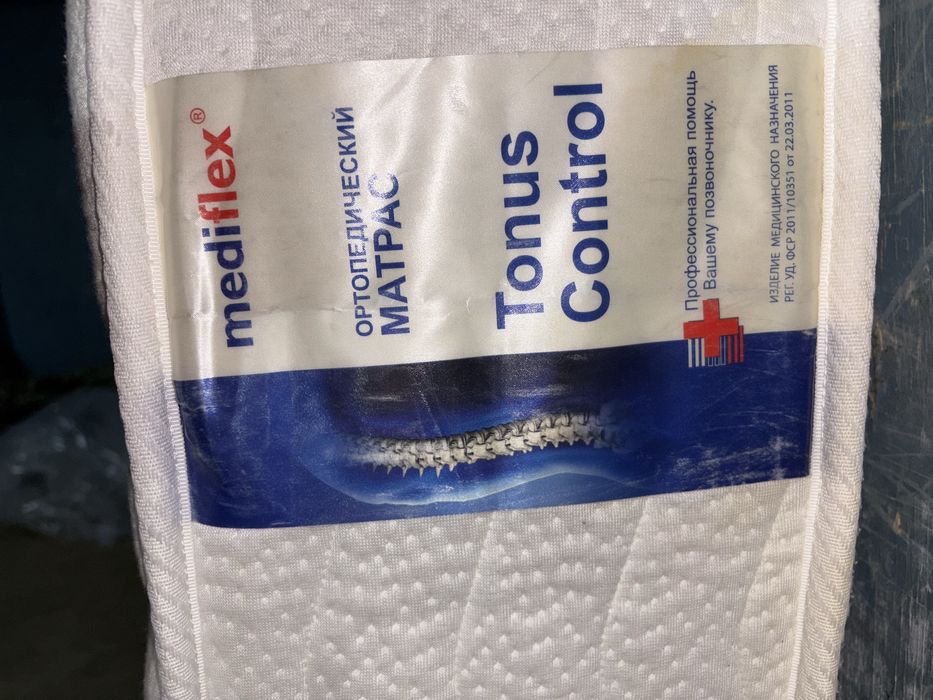 mediflex®
ОРТОПЕДИЧЕСКИЙ
МАТРАС
Tonus
Control
Профессиональная помощь
Вашему позвоночнику.
ИЗДЕЛИЕ МЕДИЦИНСКОГО НАЗНАЧЕНИЯ
РЕГ. УД. ФСР 2011/10351 от 22.03.2011